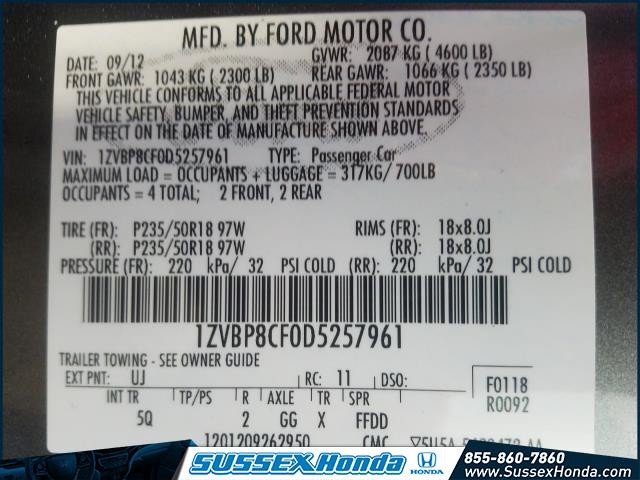 MFD. BY FORD MOTOR CO.
DATE: 09/12 GVWR: 2087 KG ( 4600 LB)
FRONT GAWR: 1043 KG ( 2300 LB) REAR GAWR: 1066 KG ( 2350 LB)
THIS VEHICLE CONFORMS TO ALL APPLICABLE FEDERAL MOTOR
VEHICLE SAFETY, BUMPER, AND THEFT PREVENTION STANDARDS
IN EFFECT ON THE DATE OF MANUFACTURE SHOWN ABOVE.
VIN: 1ZVBP8CF0D5257961 TYPE: Passenger Car
MAXIMUM LOAD = OCCUPANTS + LUGGAGE = 317KG/ 700LB
OCCUPANTS = 4 TOTAL; 2 FRONT, 2 REAR
TIRE (FR): P235/50R18 97W RIMS (FR): 18x8.0J
(RR): P235/50R18 97W (RR): 18x8.0J
PRESSURE (FR): 220 kPa/ 32 PSI COLD (RR): 220 kPa/ 32 PSI COLD
1ZVBP8CF0D5257961
TRAILER TOWING - SEE OWNER GUIDE
EXT PNT: UJ RC: 11 DSO: F0118
INT TR TP/PS R AXLE TR SPR R0092
5Q 2 GG X FFDD
1201209262950 CMC
SUSSEX Honda HONDA
855-860-7860
www.SussexHonda.com